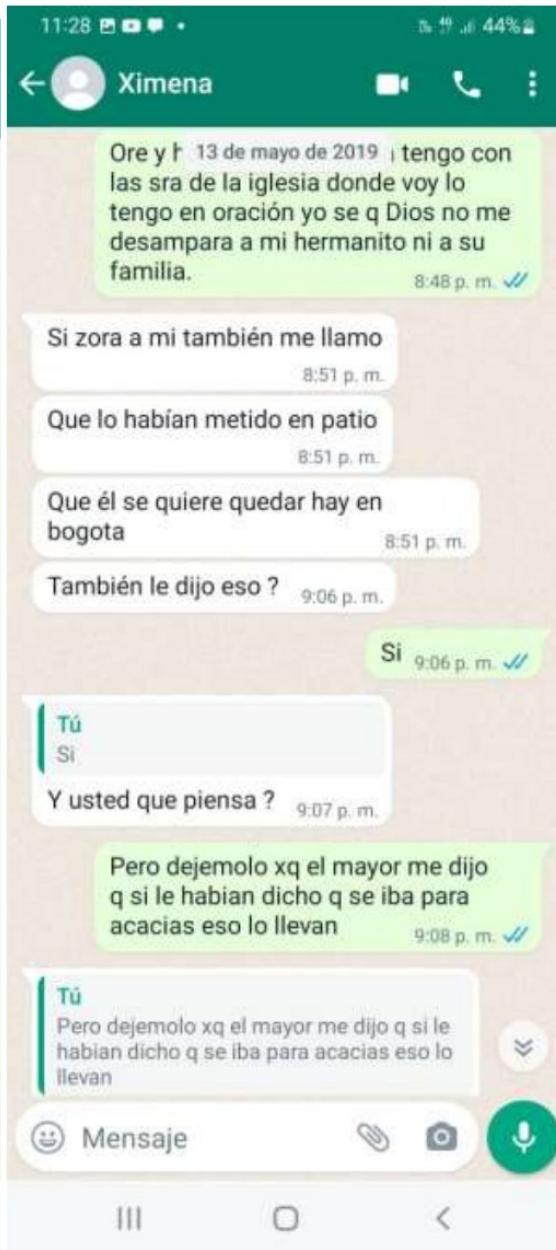 11:28
44%
Ximena
13 de mayo de 2019
Ore y tengo con
las sra de la iglesia donde voy lo
tengo en oración yo se q Dios no me
desampara a mi hermanito ni a su
familia.
8:48 p. m.
Si zora a mi también me llamo
8:51 p. m.
Que lo habían metido en patio
8:51 p. m.
Que él se quiere quedar hay en
bogota
8:51 p. m.
También le dijo eso ? 9:06 p. m.
Si 9:06 p. m.
Tú
Si
Y usted que piensa ? 9:07 p. m.
Pero dejemolo xq el mayor me dijo
q si le habian dicho q se iba para
acacias eso lo llevan
9:08 p. m.
Tú
Pero dejemolo xq el mayor me dijo q si le
habian dicho q se iba para acacias eso lo
llevan
Mensaje